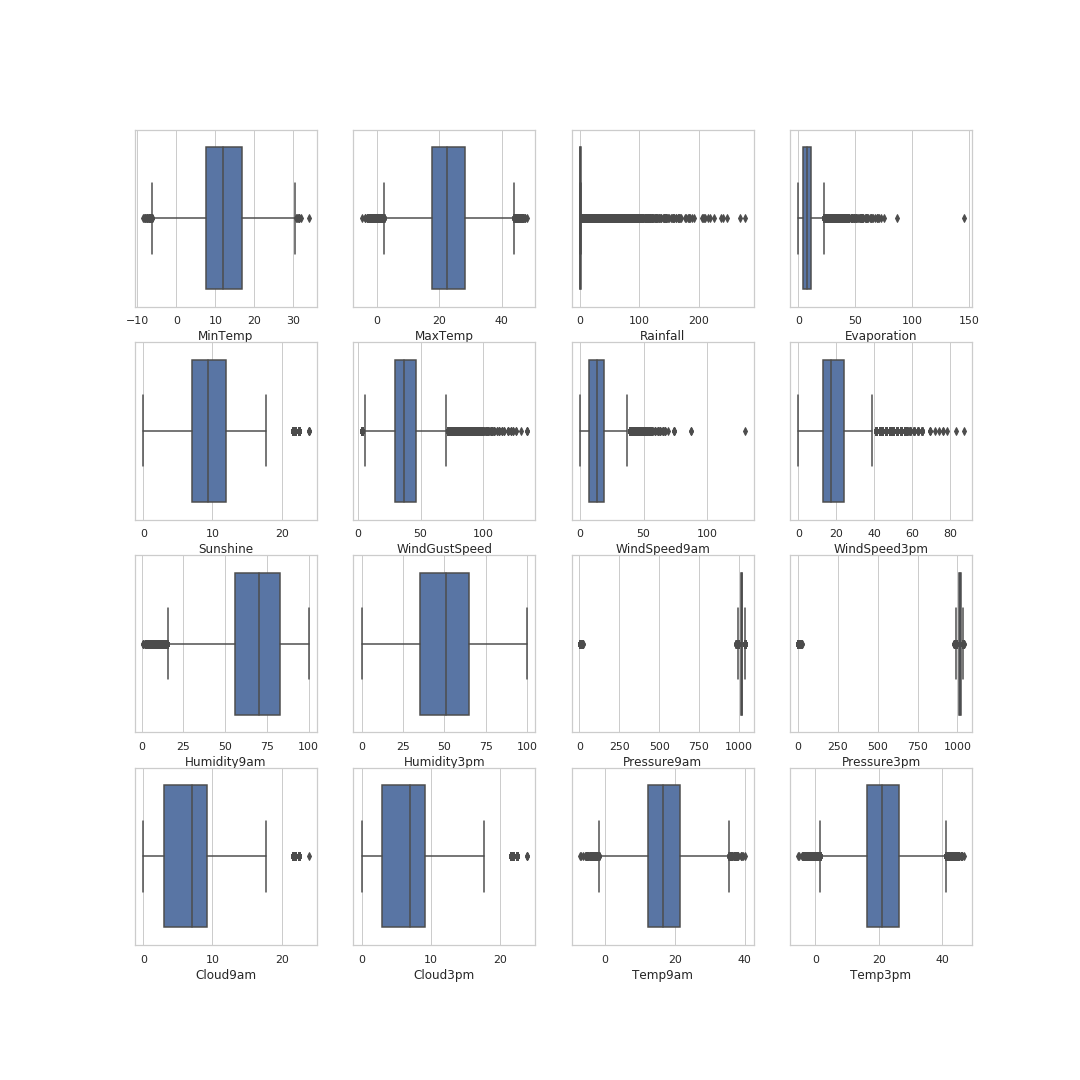 −10 0 10 20 30
MinTemp
0 20 40
MaxTemp
0 100 200
Rainfall
0 50 100 150
Evaporation
0 10 20
Sunshine
0 50 100
WindGustSpeed
0 50 100
WindSpeed9am
0 20 40 60 80
WindSpeed3pm
0 25 50 75 100
Humidity9am
0 25 50 75 100
Humidity3pm
0 250 500 750 1000
Pressure9am
0 250 500 750 1000
Pressure3pm
0 10 20
Cloud9am
0 10 20
Cloud3pm
0 20 40
Temp9am
0 20 40
Temp3pm